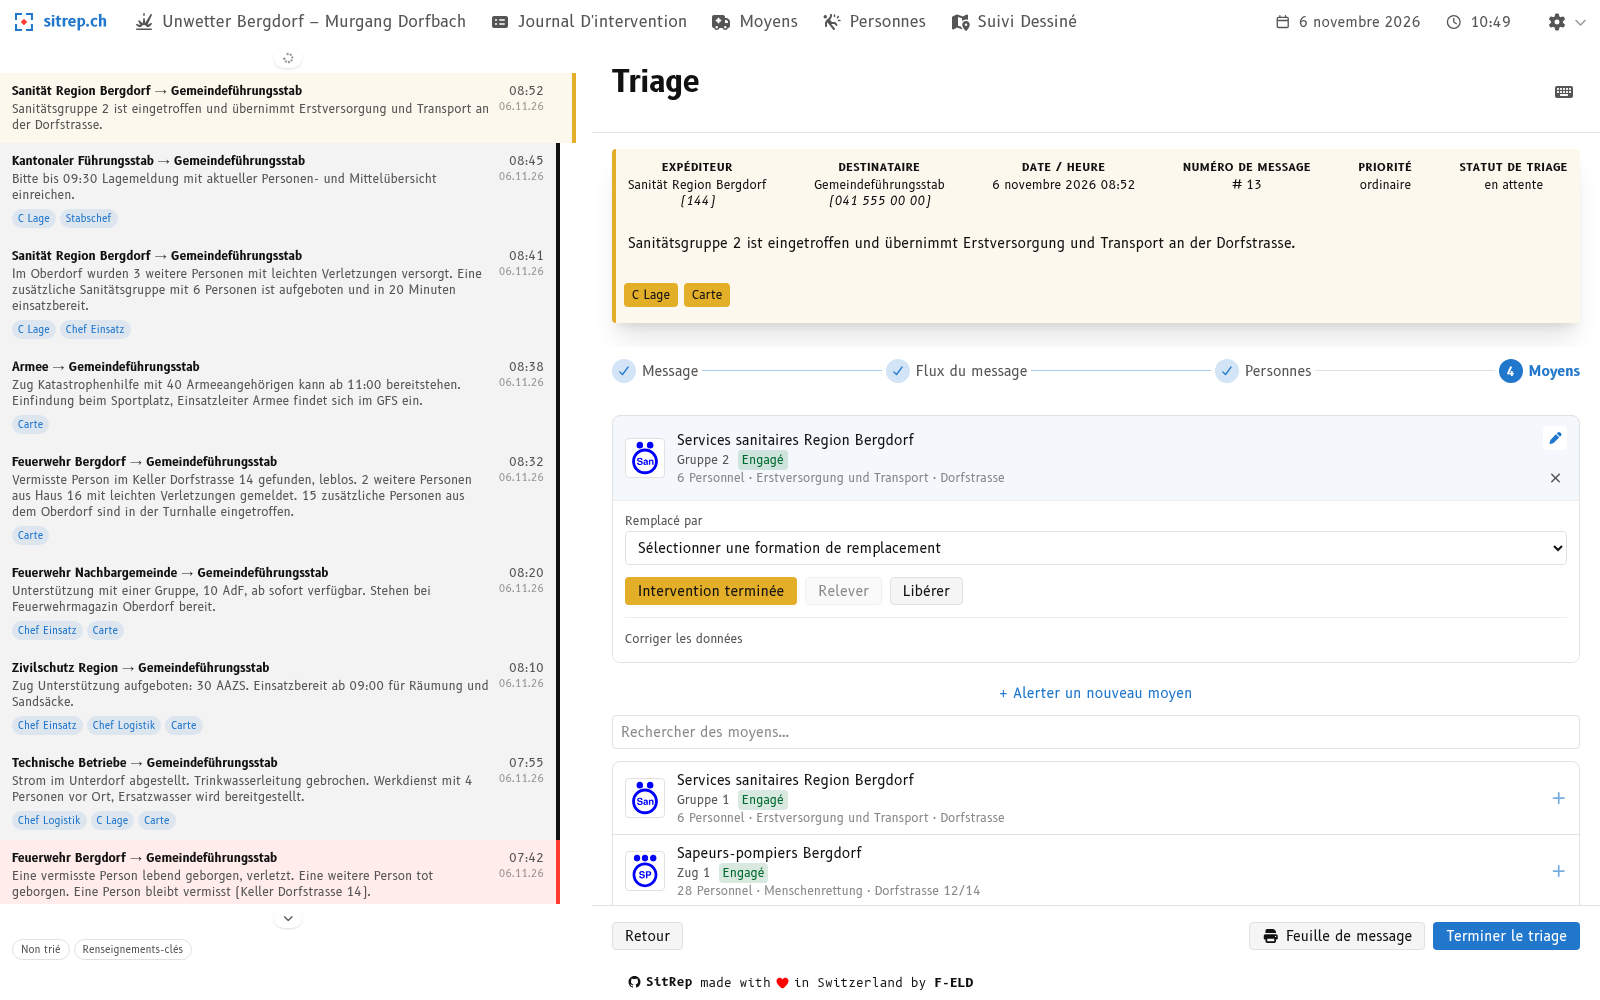 sitrep.ch
Unwetter Bergdorf – Murgang Dorfbach
Journal D'intervention
Moyens
Personnes
Suivi Dessiné
6 novembre 2026
10:49
Sanität Region Bergdorf → Gemeindeführungsstab
08:52
Sanitätsgruppe 2 ist eingetroffen und übernimmt Erstversorgung und Transport an der Dorfstrasse.
06.11.26
Kantonaler Führungsstab → Gemeindeführungsstab
08:45
Bitte bis 09:30 Lagemeldung mit aktueller Personen- und Mittelübersicht einreichen.
06.11.26
C Lage
Stabschef
Sanität Region Bergdorf → Gemeindeführungsstab
08:41
Im Oberdorf wurden 3 weitere Personen mit leichten Verletzungen versorgt. Eine zusätzliche Sanitätsgruppe mit 6 Personen ist aufgeboten und in 20 Minuten einsatzbereit.
06.11.26
C Lage
Chef Einsatz
Armee → Gemeindeführungsstab
08:38
Zug Katastrophenhilfe mit 40 Armeeangehörigen kann ab 11:00 bereitstehen. Einfindung beim Sportplatz, Einsatzleiter Armee findet sich im GFS ein.
06.11.26
Carte
Feuerwehr Bergdorf → Gemeindeführungsstab
08:32
Vermisste Person im Keller Dorfstrasse 14 gefunden, leblos. 2 weitere Personen aus Haus 16 mit leichten Verletzungen gemeldet. 15 zusätzliche Personen aus dem Oberdorf sind in der Turnhalle eingetroffen.
06.11.26
Carte
Feuerwehr Nachbargemeinde → Gemeindeführungsstab
08:20
Unterstützung mit einer Gruppe, 10 AdF, ab sofort verfügbar. Stehen bei Feuerwehrmagazin Oberdorf bereit.
06.11.26
Chef Einsatz
Carte
Zivilschutz Region → Gemeindeführungsstab
08:10
Zug Unterstützung aufgeboten: 30 AAZS. Einsatzbereit ab 09:00 für Räumung und Sandsäcke.
06.11.26
Chef Einsatz
Chef Logistik
Carte
Technische Betriebe → Gemeindeführungsstab
07:55
Strom im Unterdorf abgestellt. Trinkwasserleitung gebrochen. Werkdienst mit 4 Personen vor Ort, Ersatzwasser wird bereitgestellt.
06.11.26
Chef Logistik
C Lage
Carte
Feuerwehr Bergdorf → Gemeindeführungsstab
07:42
Eine vermisste Person lebend geborgen, verletzt. Eine weitere Person tot geborgen. Eine Person bleibt vermisst (Keller Dorfstrasse 14).
06.11.26
Non trié
Renseignements-clés
Triage
EXPÉDITEUR
Sanität Region Bergdorf
(144)
DESTINATAIRE
Gemeindeführungsstab
(041 555 00 00)
DATE / HEURE
6 novembre 2026 08:52
NUMÉRO DE MESSAGE
# 13
PRIORITÉ
ordinaire
STATUT DE TRIAGE
en attente
Sanitätsgruppe 2 ist eingetroffen und übernimmt Erstversorgung und Transport an der Dorfstrasse.
C Lage
Carte
Message
Flux du message
Personnes
4 Moyens
San
Services sanitaires Region Bergdorf
Gruppe 2 Engagé
6 Personnel · Erstversorgung und Transport · Dorfstrasse
Remplacé par
Sélectionner une formation de remplacement
Intervention terminée
Relever
Libérer
Corriger les données
+ Alerter un nouveau moyen
Rechercher des moyens...
San
Services sanitaires Region Bergdorf
Gruppe 1 Engagé
6 Personnel · Erstversorgung und Transport · Dorfstrasse
SP
Sapeurs-pompiers Bergdorf
Zug 1 Engagé
28 Personnel · Menschenrettung · Dorfstrasse 12/14
Retour
Feuille de message
Terminer le triage
SitRep made with in Switzerland by F-ELD